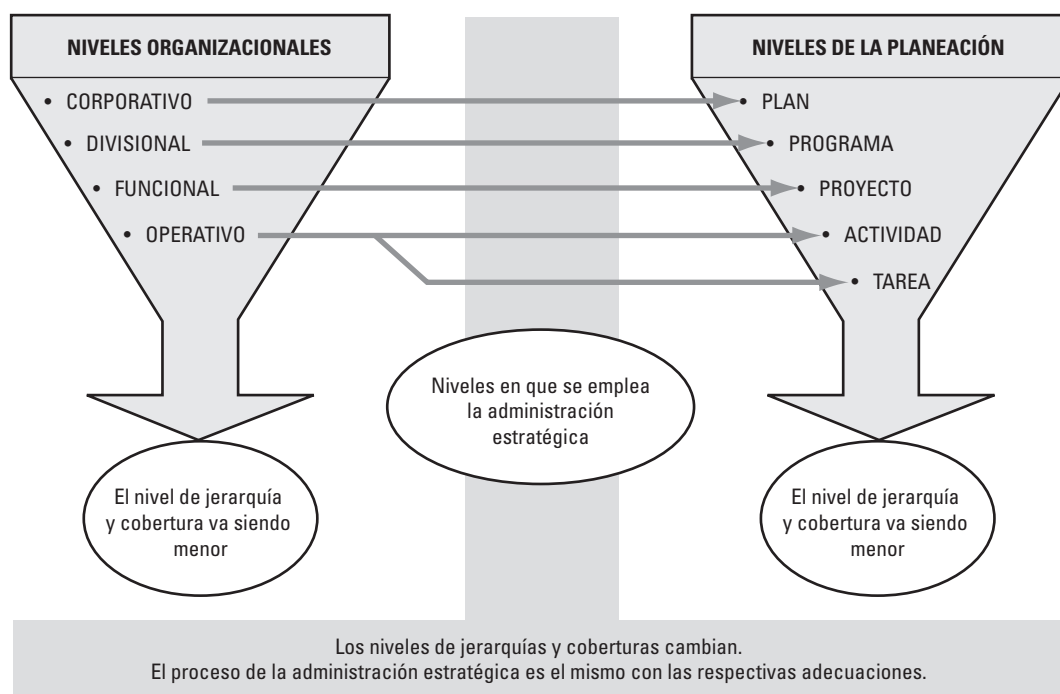 NIVELES ORGANIZACIONALES
• CORPORATIVO
• DIVISIONAL
• FUNCIONAL
• OPERATIVO
NIVELES DE LA PLANEACIÓN
• PLAN
• PROGRAMA
• PROYECTO
• ACTIVIDAD
• TAREA
Niveles en que se emplea
la administración
estratégica
El nivel de jerarquía
y cobertura va siendo
menor
El nivel de jerarquía
y cobertura va siendo
menor
Los niveles de jerarquías y coberturas cambian.
El proceso de la administración estratégica es el mismo con las respectivas adecuaciones.